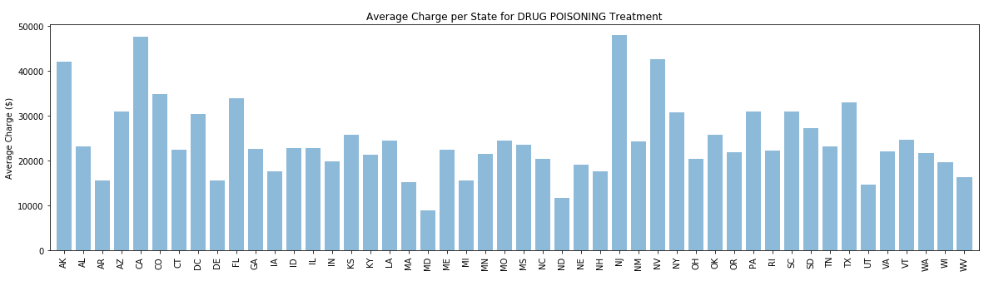 Average Charge per State for DRUG POISONING Treatment
Average Charge ($)
50000
40000
30000
20000
10000
0
AK AL AR AZ CA CO CT DC DE FL GA IA ID IL IN KS KY LA MA MD ME MI MN MO MS NC ND NE NH NJ NM NV NY OH OK OR PA RI SC SD TN TX UT VA VT WA WI WV